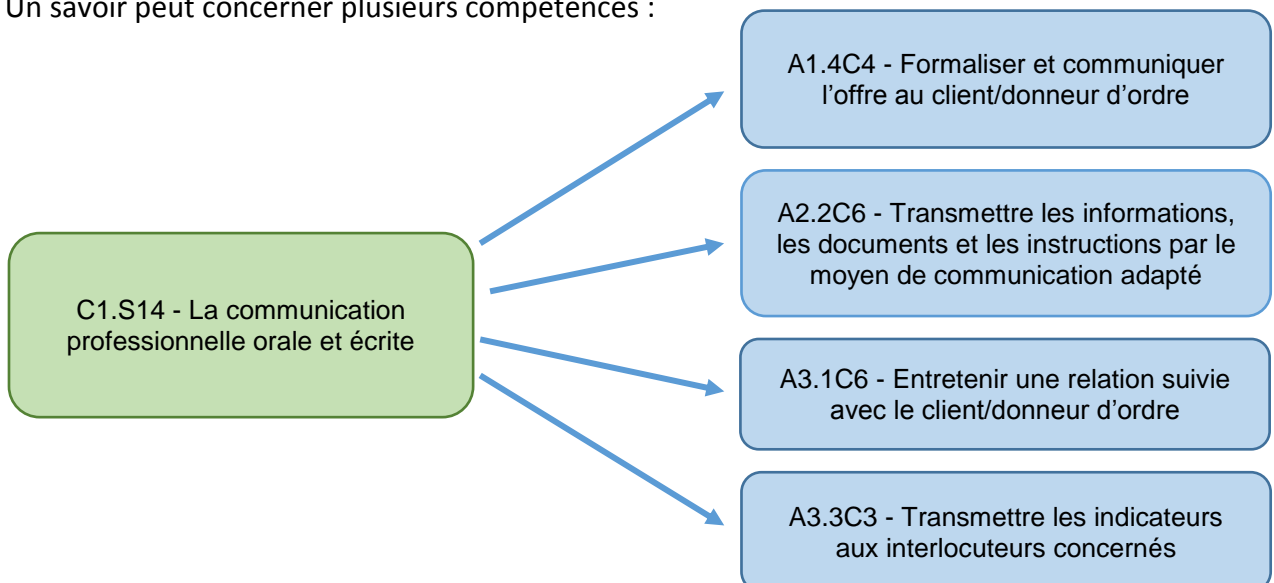 Un savoir peut concerner plusieurs compétences :
A1.4C4 - Formaliser et communiquer
l’offre au client/donneur d’ordre
A2.2C6 - Transmettre les informations,
les documents et les instructions par le
moyen de communication adapté
C1.S14 - La communication
professionnelle orale et écrite
A3.1C6 - Entretenir une relation suivie
avec le client/donneur d’ordre
A3.3C3 - Transmettre les indicateurs
aux interlocuteurs concernés